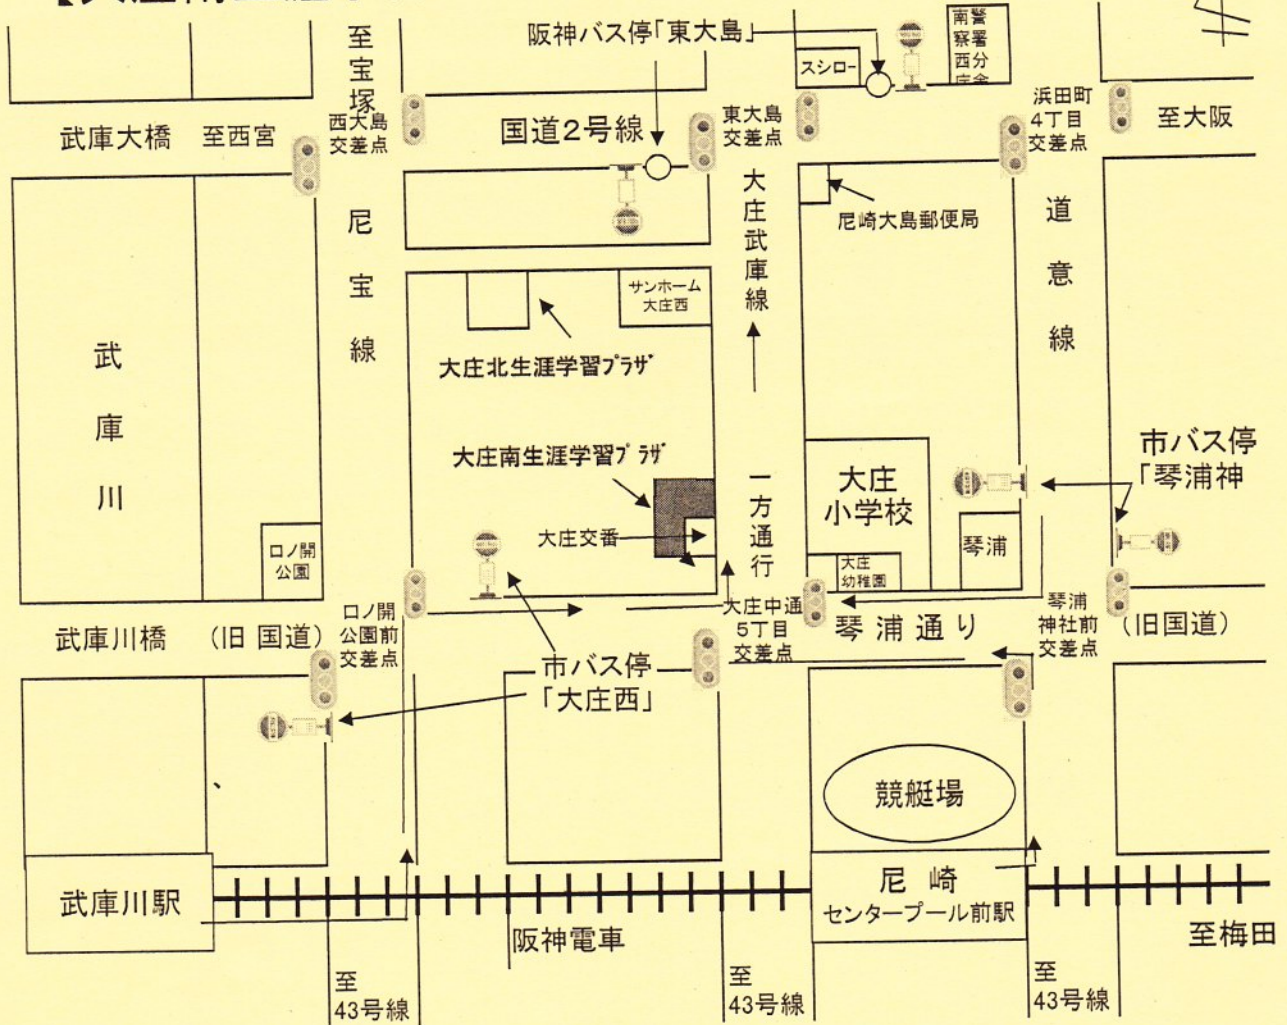 阪神バス停「東大島」
南警
察署
西分
庁舎
スシロー
至宝塚
武庫大橋 至西宮
西大島
交差点
国道2号線
東大島
交差点
浜田町
4丁目
交差点
至大阪
尼宝線
大庄武庫線
尼崎大島郵便局
道意線
サンホーム
大庄西
武庫川
大庄北生涯学習プラザ
大庄南生涯学習プラザ
一方通行
大庄
小学校
市バス停
「琴浦神
口ノ開
公園
大庄交番
琴浦
大庄
幼稚園
武庫川橋 (旧国道)
口ノ開
公園前
交差点
大庄中通
5丁目
交差点
琴浦通り
琴浦
神社前
交差点
(旧国道)
市バス停
「大庄西」
競艇場
武庫川駅
尼崎
センタープール前駅
阪神電車
至梅田
至
43号線
至
43号線
至
43号線